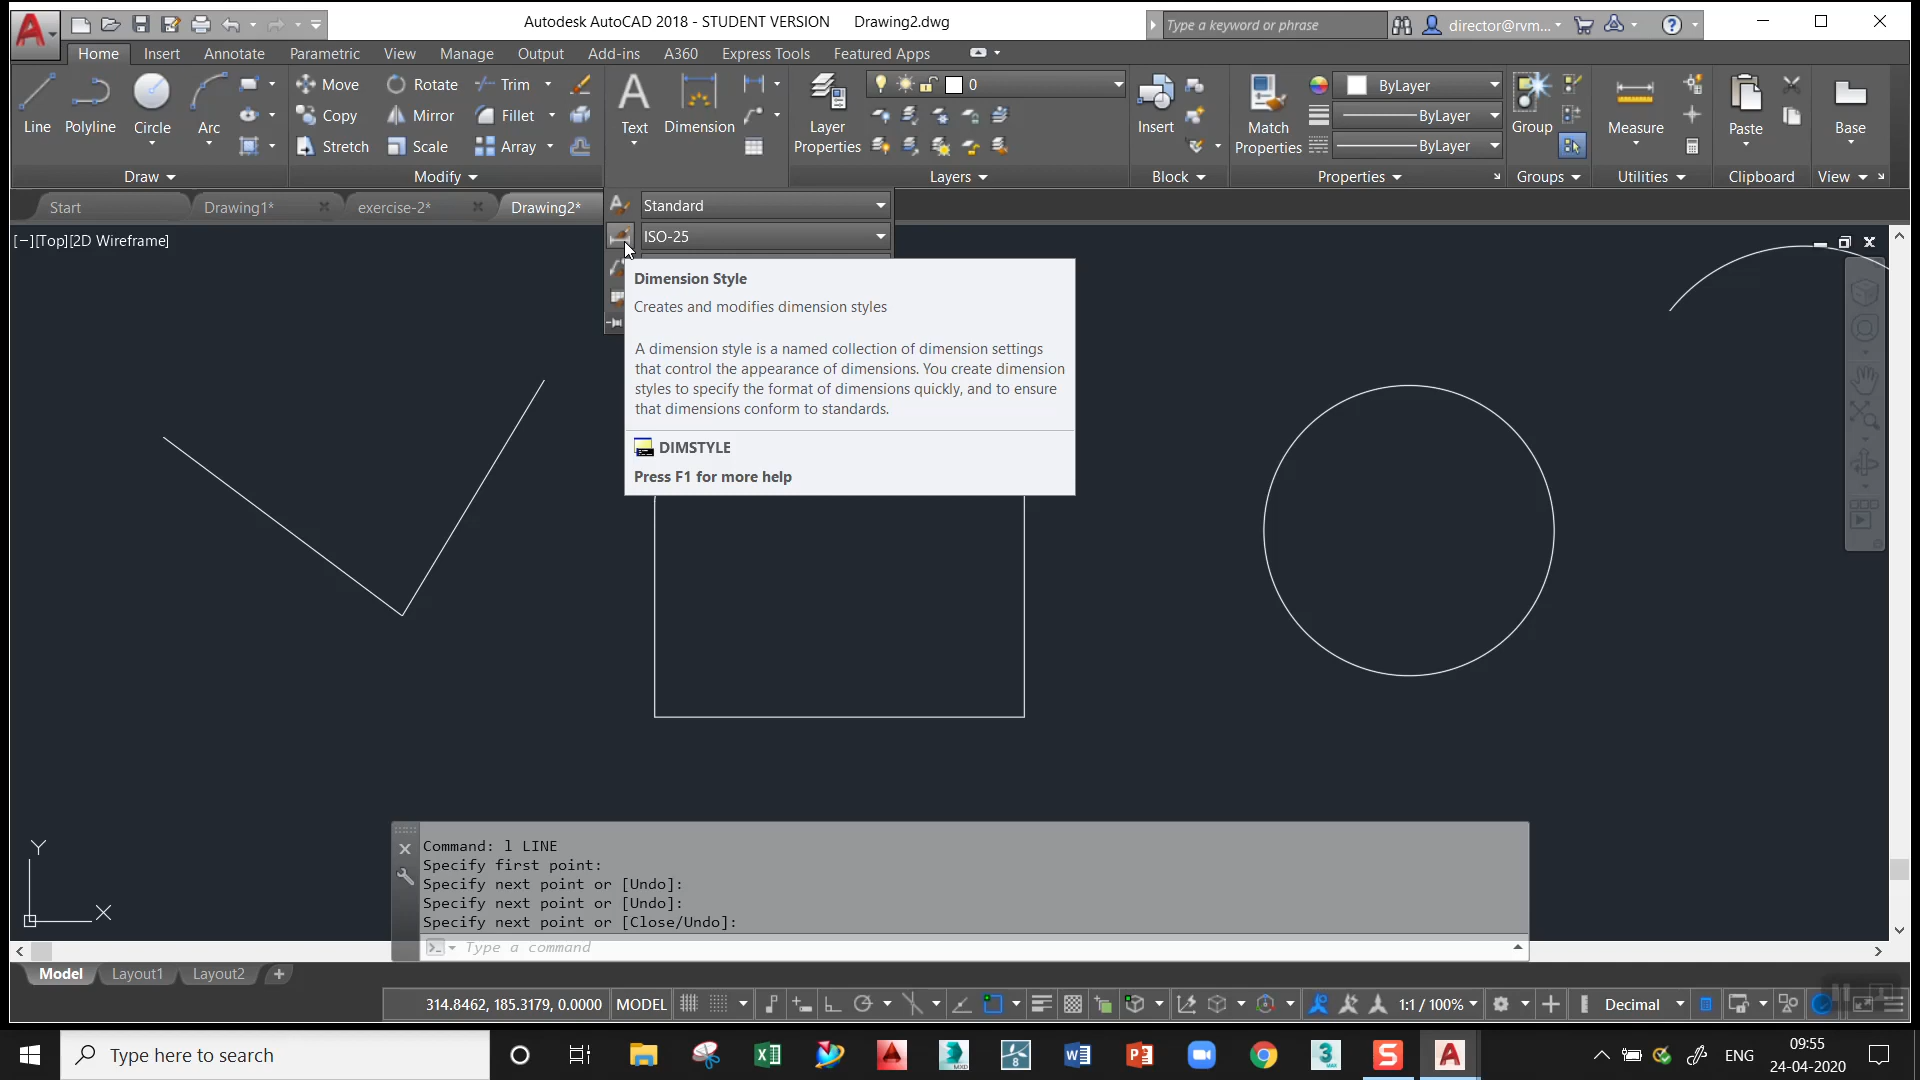 Autodesk AutoCAD 2018 - STUDENT VERSION Drawing2.dwg
Type a keyword or phrase
director@rvm...
Home Insert Annotate Parametric View Manage Output Add-ins A360 Express Tools Featured Apps
Line Polyline Circle Arc
Move Rotate Trim
Copy Mirror Fillet
Stretch Scale Array
Text Dimension
Layer Properties
0
Insert
Match Properties
ByLayer
ByLayer
ByLayer
Group
Measure
Paste
Base
Draw Modify Layers Block Properties Groups Utilities Clipboard View
Start Drawing1* exercise-2* Drawing2*
Standard
ISO-25
[−][Top][2D Wireframe]
Dimension Style
Creates and modifies dimension styles
A dimension style is a named collection of dimension settings
that control the appearance of dimensions. You create dimension
styles to specify the format of dimensions quickly, and to ensure
that dimensions conform to standards.
DIMSTYLE
Press F1 for more help
Y
X
Command: l LINE
Specify first point:
Specify next point or [Undo]:
Specify next point or [Undo]:
Specify next point or [Close/Undo]:
Type a command
Model Layout1 Layout2 +
314.8462, 185.3179, 0.0000 MODEL 1:1 / 100% Decimal
Type here to search
ENG
09:55
24-04-2020